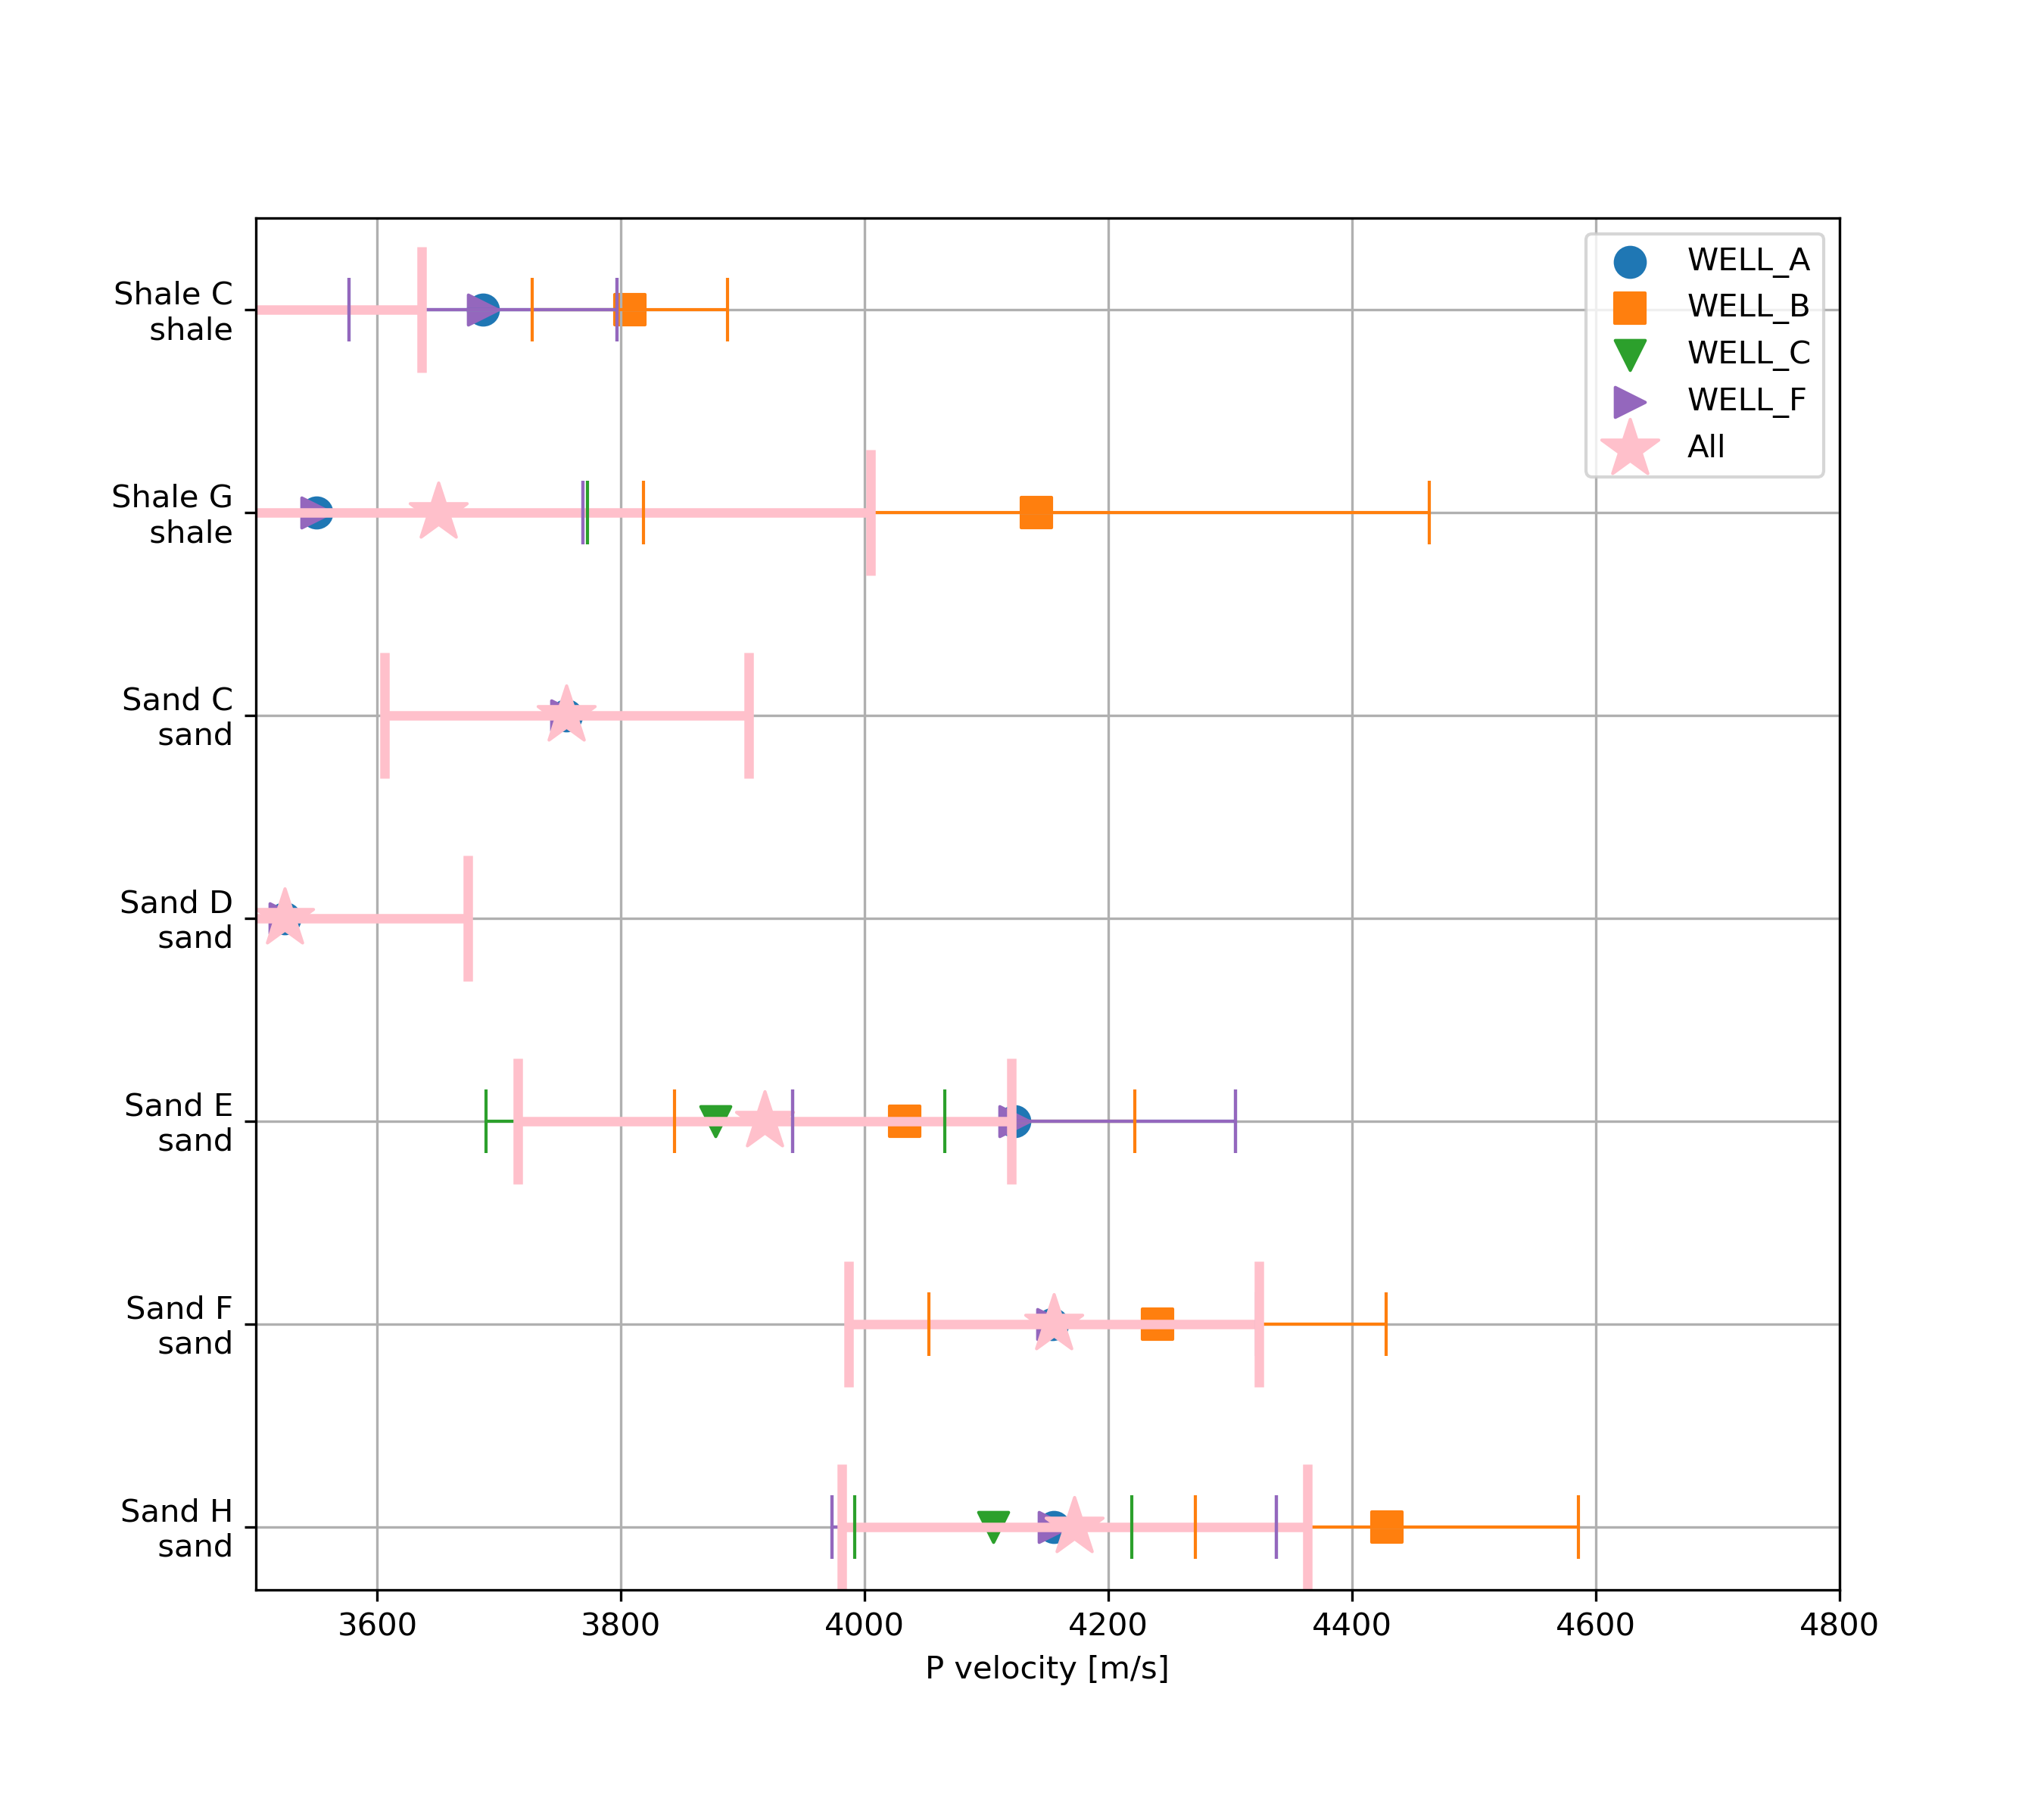 Shale C
shale
Shale G
shale
Sand C
sand
Sand D
sand
Sand E
sand
Sand F
sand
Sand H
sand
WELL_A
WELL_B
WELL_C
WELL_F
All
3600 3800 4000 4200 4400 4600 4800
P velocity [m/s]